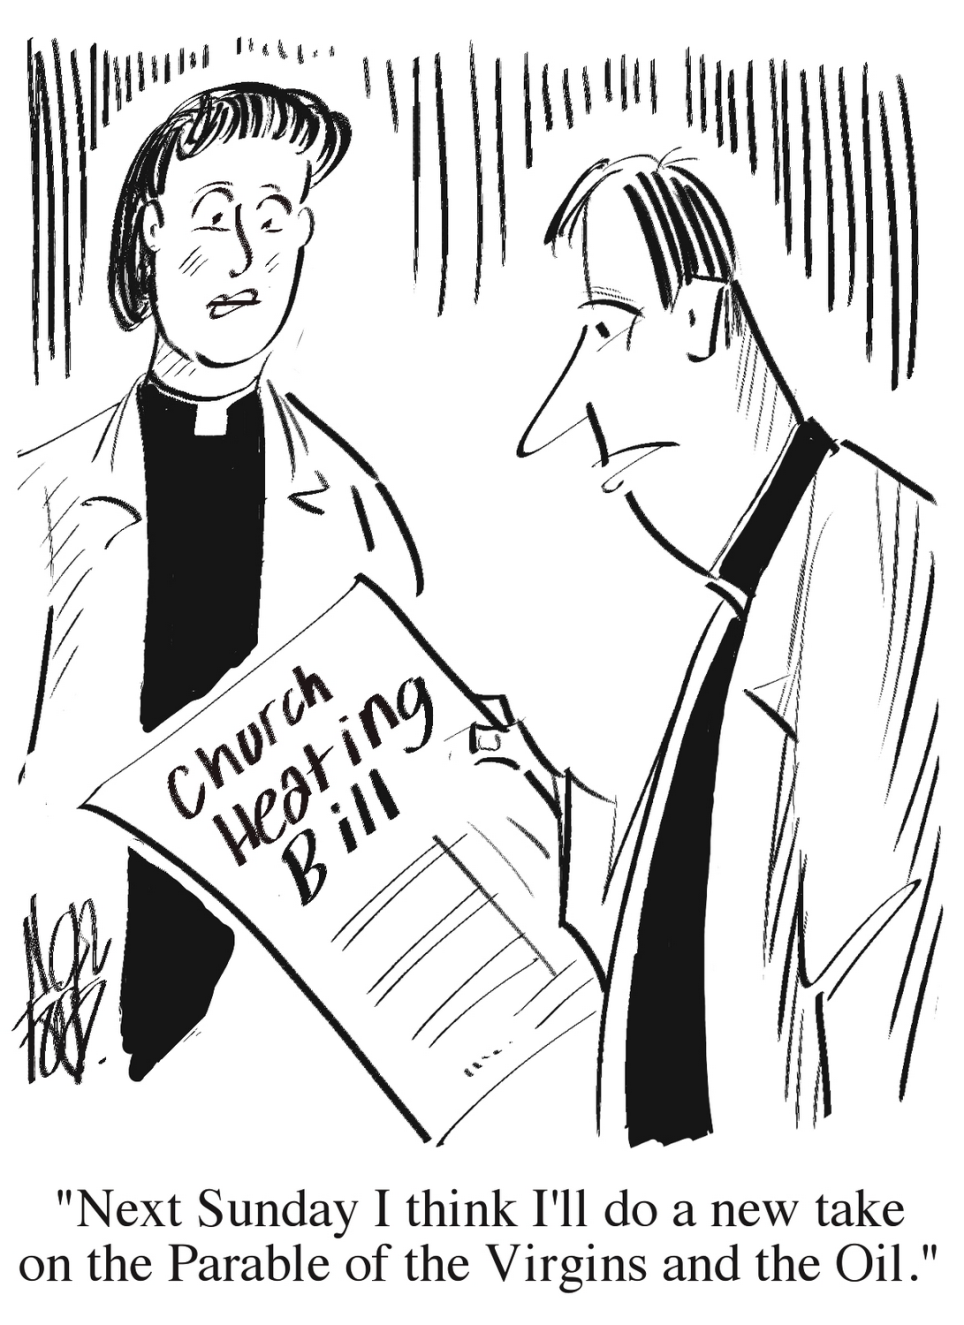 Church
Heating
Bill
"Next Sunday I think I'll do a new take
on the Parable of the Virgins and the Oil."